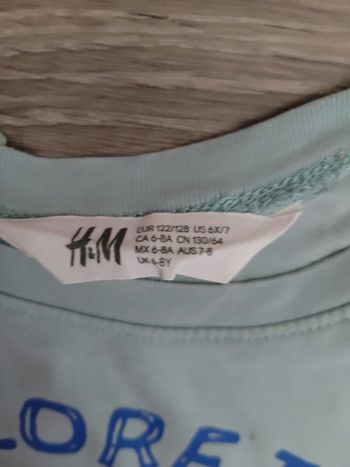 H&M
EUR 122/128 US 6X/7
CA 6-8A CN 130/64
MX 6-8A AUS 7-8
UK 6-8Y
LORE T